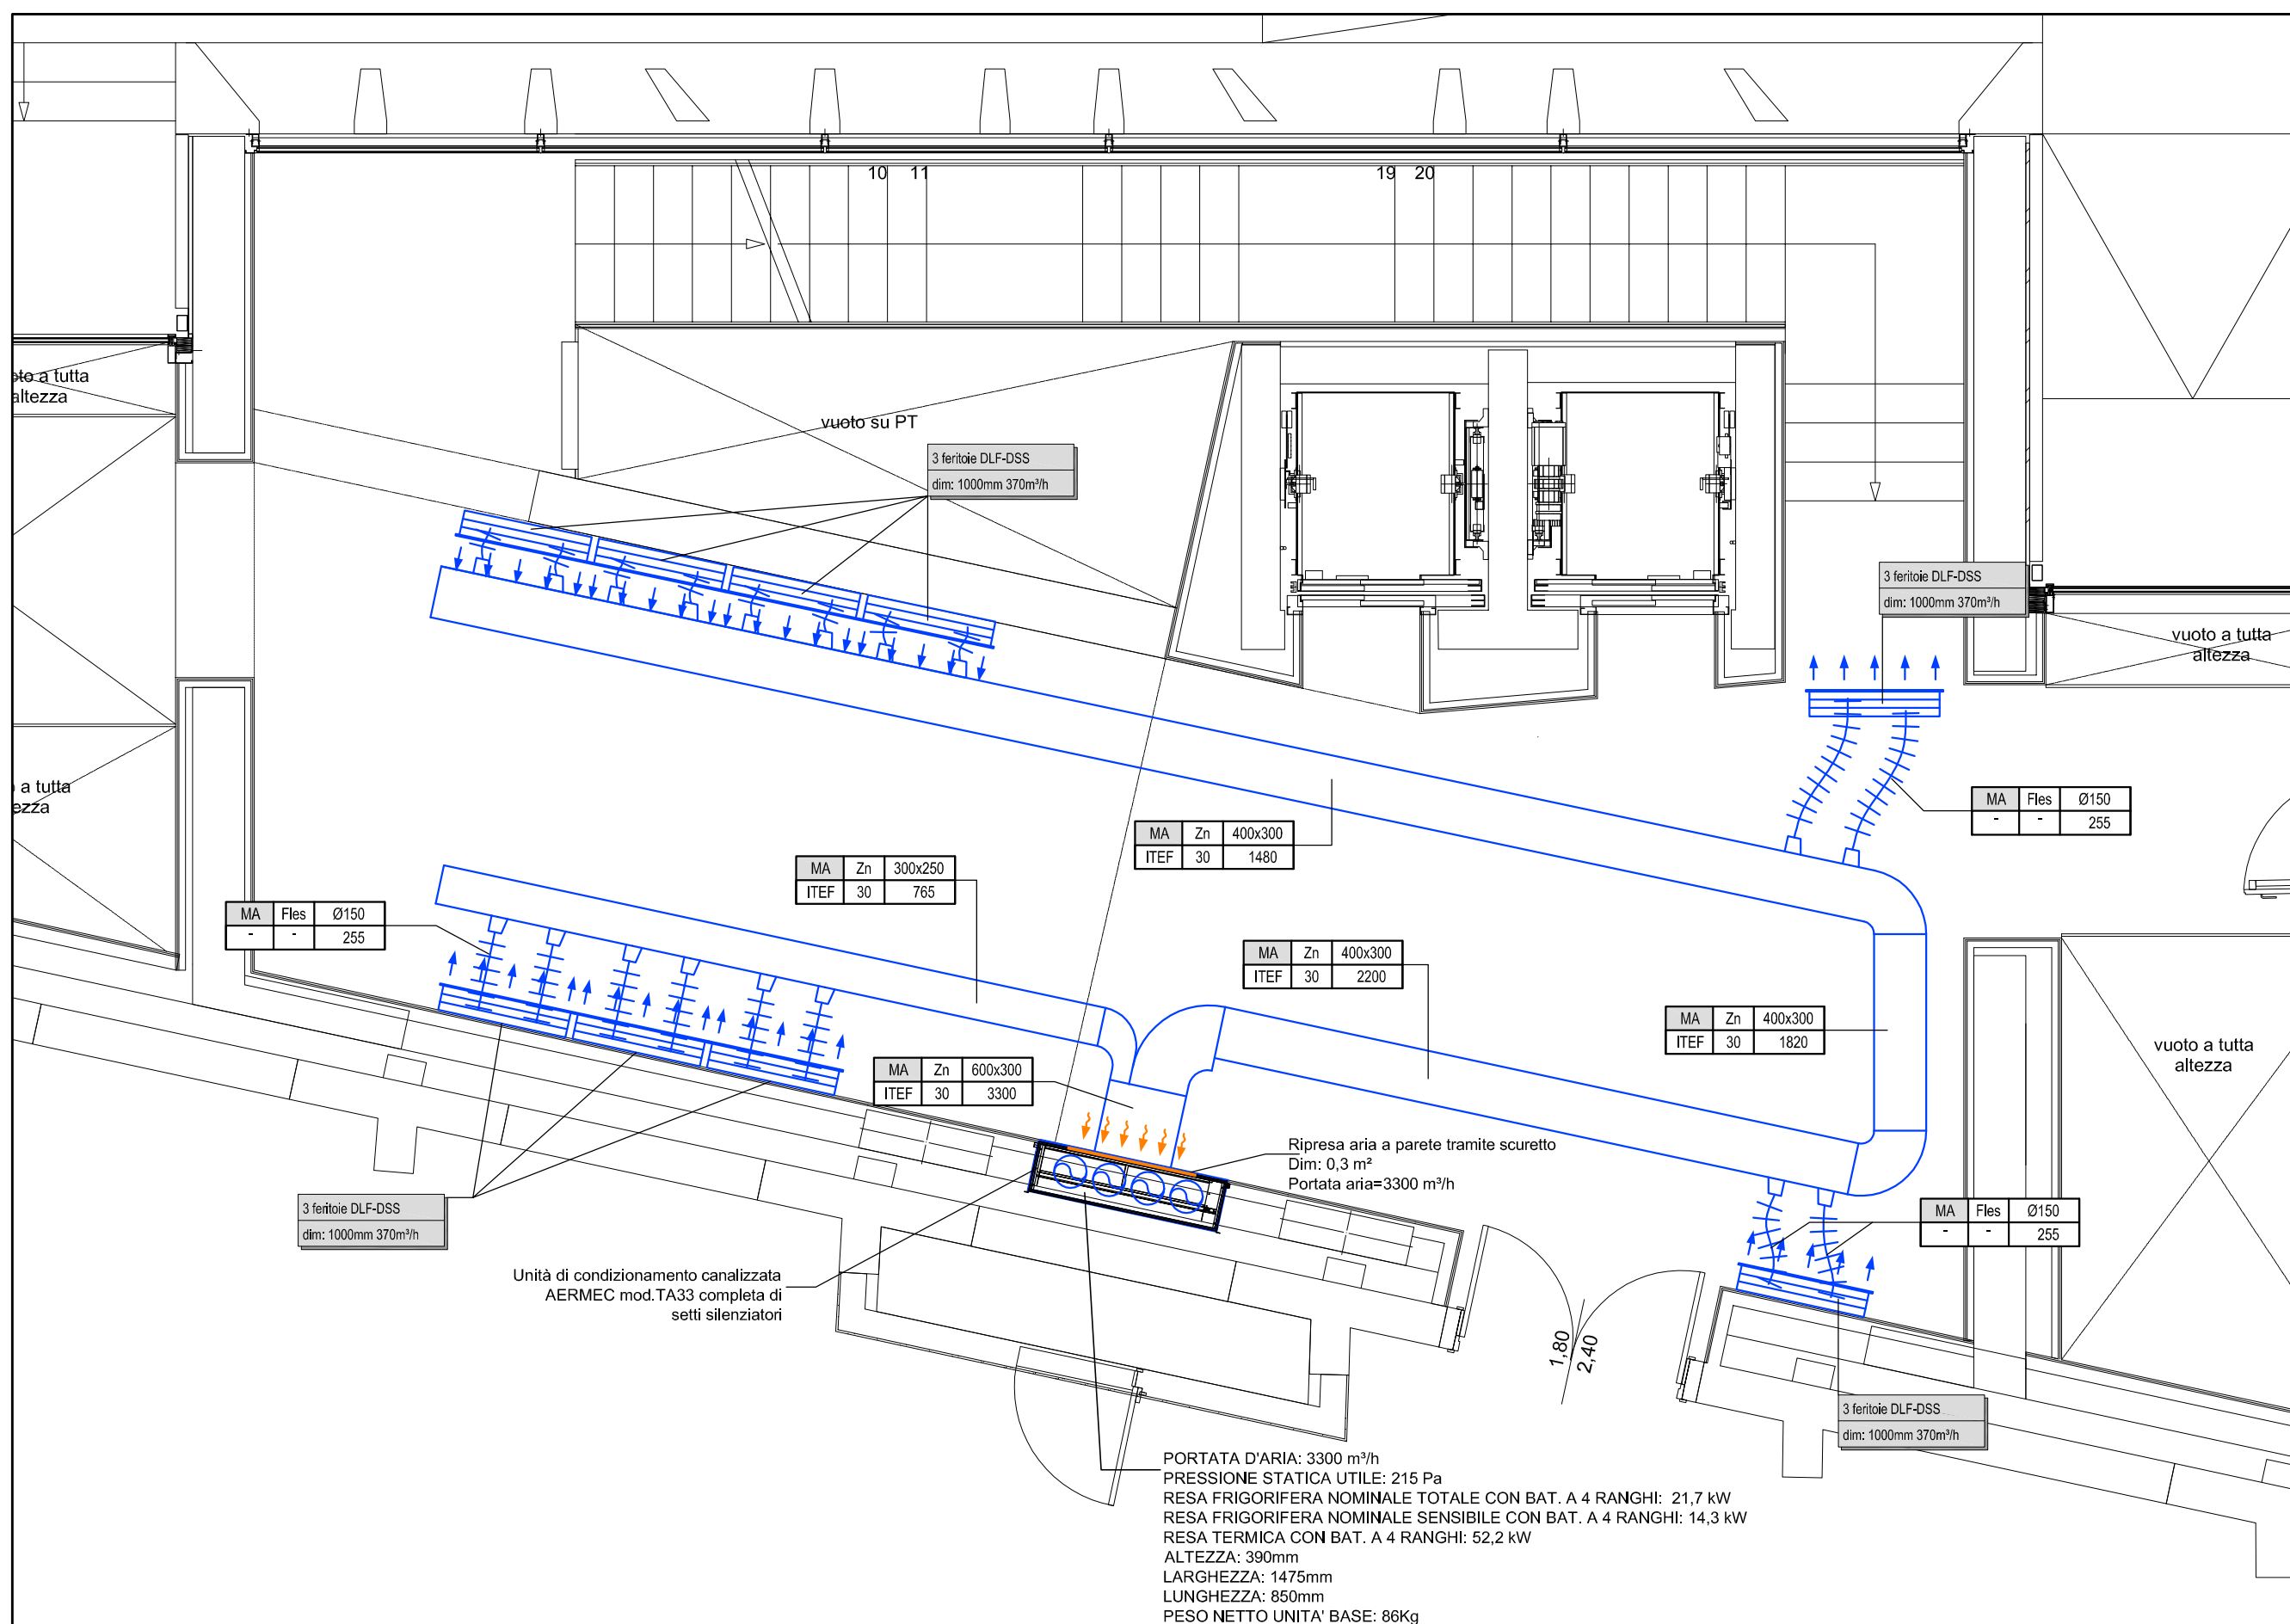 10 11
19 20
oto a tutta
altezza
vuoto su PT
3 feritoie DLF-DSS
dim: 1000mm 370m³/h
3 feritoie DLF-DSS
dim: 1000mm 370m³/h
vuoto a tutta
altezza
a tutta
ezza
MA Fles Ø150
- - 255
MA Zn 400x300
ITEF 30 1480
MA Zn 300x250
ITEF 30 765
MA Fles Ø150
- - 255
MA Zn 400x300
ITEF 30 2200
MA Zn 400x300
ITEF 30 1820
vuoto a tutta
altezza
MA Zn 600x300
ITEF 30 3300
Ripresa aria a parete tramite scuretto
Dim: 0,3 m²
Portata aria=3300 m³/h
3 feritoie DLF-DSS
dim: 1000mm 370m³/h
MA Fles Ø150
- - 255
Unità di condizionamento canalizzata
AERMEC mod.TA33 completa di
setti silenziatori
1,80
2,40
3 feritoie DLF-DSS
dim: 1000mm 370m³/h
PORTATA D'ARIA: 3300 m³/h
PRESSIONE STATICA UTILE: 215 Pa
RESA FRIGORIFERA NOMINALE TOTALE CON BAT. A 4 RANGHI: 21,7 kW
RESA FRIGORIFERA NOMINALE SENSIBILE CON BAT. A 4 RANGHI: 14,3 kW
RESA TERMICA CON BAT. A 4 RANGHI: 52,2 kW
ALTEZZA: 390mm
LARGHEZZA: 1475mm
LUNGHEZZA: 850mm
PESO NETTO UNITA' BASE: 86Kg